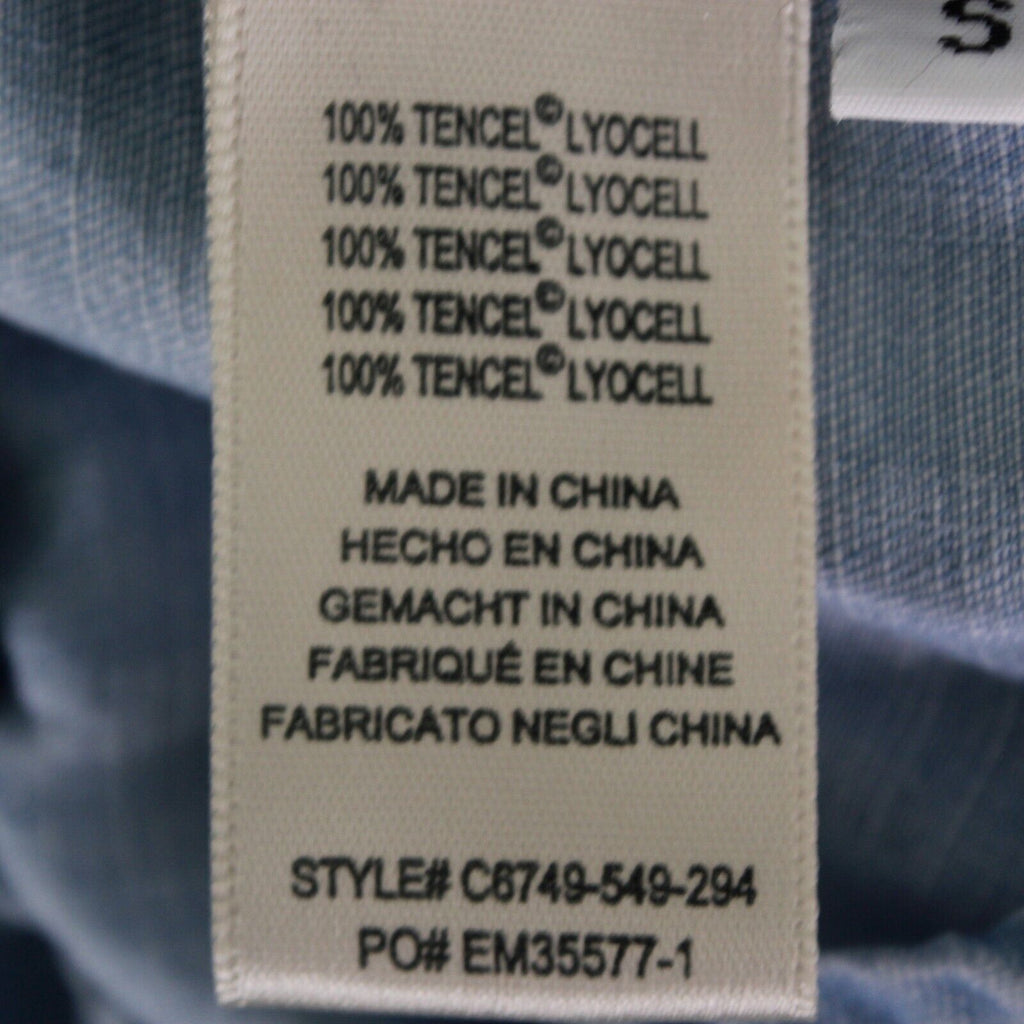 S
100% TENCEL©LYOCELL
100% TENCEL©LYOCELL
100% TENCEL©LYOCELL
100% TENCEL©LYOCELL
100% TENCEL©LYOCELL
MADE IN CHINA
HECHO EN CHINA
GEMACHT IN CHINA
FABRIQUÉ EN CHINE
FABRICATO NEGLI CHINA
STYLE# C6749-549-294
PO# EM35577-1